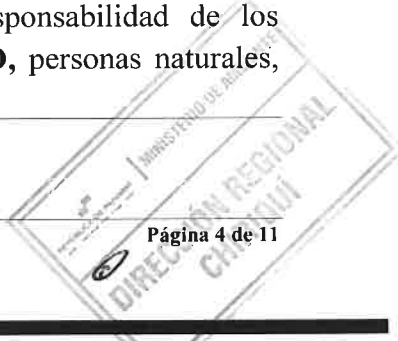 sponsabilidad de los
O, personas naturales,
MINISTERIO DE AMBIENTE
Página 4 de 11
DIRECCIÓN REGIONAL
CHIRIQUÍ